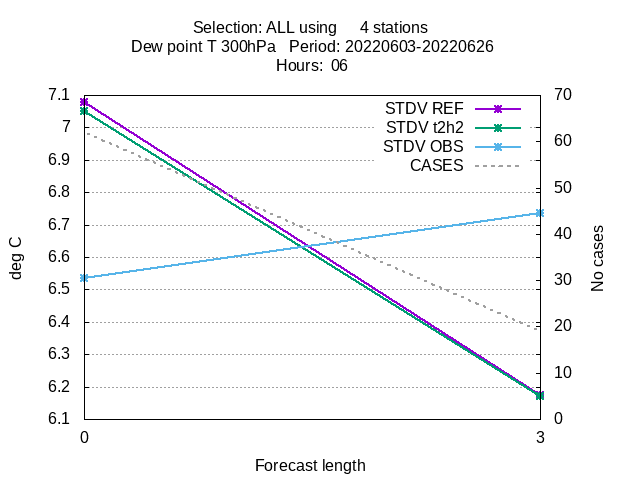 Selection: ALL using     4 stations
Dew point T 300hPa   Period: 20220603-20220626
Hours:  06
7.1
7
6.9
6.8
6.7
6.6
6.5
6.4
6.3
6.2
6.1
deg C
STDV REF
STDV t2h2
STDV OBS
CASES
70
60
50
40
30
20
10
0
No cases
0 3
Forecast length